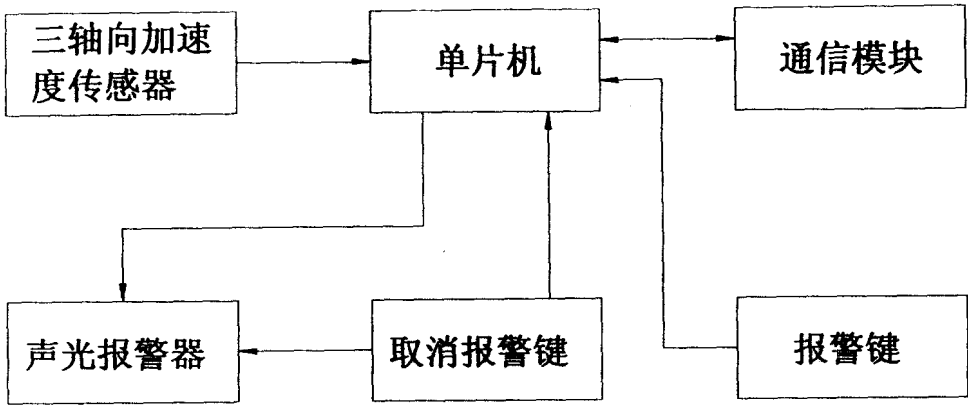 三轴向加速
度传感器
单片机
通信模块
声光报警器
取消报警键
报警键